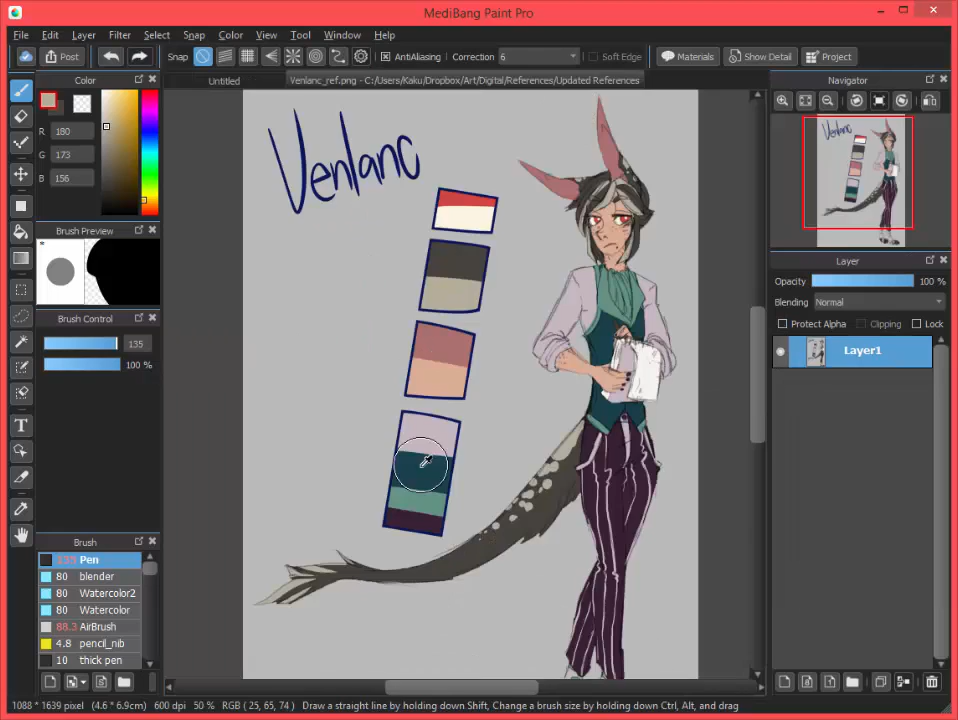 MediBang Paint Pro
File Edit Layer Filter Select Snap Color View Tool Window Help
Post Snap AntiAliasing Correction 6 Soft Edge Materials Show Detail Project
Color
Untitled
Venlanc_ref.png - C:/Users/Kaku/Dropbox/Art/Digital/References/Updated References
Navigator
R 180
G 173
B 156
Venlanc
Brush Preview
*
Layer
Opacity 100 %
Blending Normal
Protect Alpha Clipping Lock
Layer1
Brush Control
135
100 %
T
Brush
135 Pen
80 blender
80 Watercolor2
80 Watercolor
88.3 AirBrush
4.8 pencil_nib
10 thick pen
1088 * 1639 pixel (4.6 * 6.9cm) 600 dpi 50 % RGB ( 25, 65, 74 ) Draw a straight line by holding down Shift, Change a brush size by holding down Ctrl, Alt, and drag